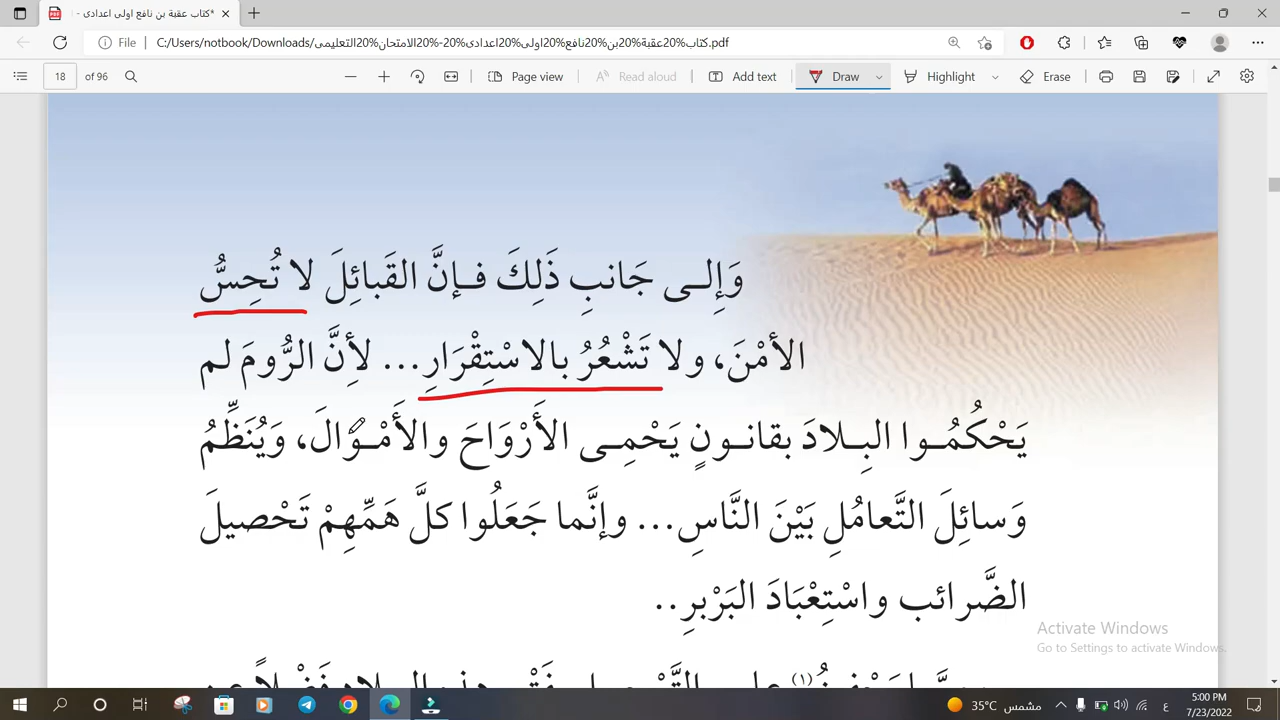 كتاب عقبة بن نافع اولى اعدادى -*
File C:/Users/notbook/Downloads/كتاب%20عقبة%20بن%20نافع%20اولى%20اعدادى%20-%20الامتحان%20التعليمى.pdf
18 of 96 Page view Read aloud Add text Draw Highlight Erase
وَإِلـى جَانبِ ذَلِكَ فـإنَّ القَبائِلَ لا تُحِسُّ
الأمْنَ، ولا تَشْعُرُ بالاسْتِقْرَارِ... لأِنَّ الرُّومَ لم
يَحْكُمُـوا البِـلادَ بقانـونٍ يَحْمِـى الأَرْوَاحَ والأَمْـوَالَ، وَيُنَظِّمُ
وَسائِلَ التَّعامُلِ بَيْنَ النَّاسِ... وإنَّما جَعَلُوا كلَّ هَمِّهِمْ تَحْصيلَ
الضَّرائب واسْتِعْبَادَ البَرْبرِ..
Activate Windows
Go to Settings to activate Windows.
35°C مشمس
ع
5:00 PM
7/23/2022